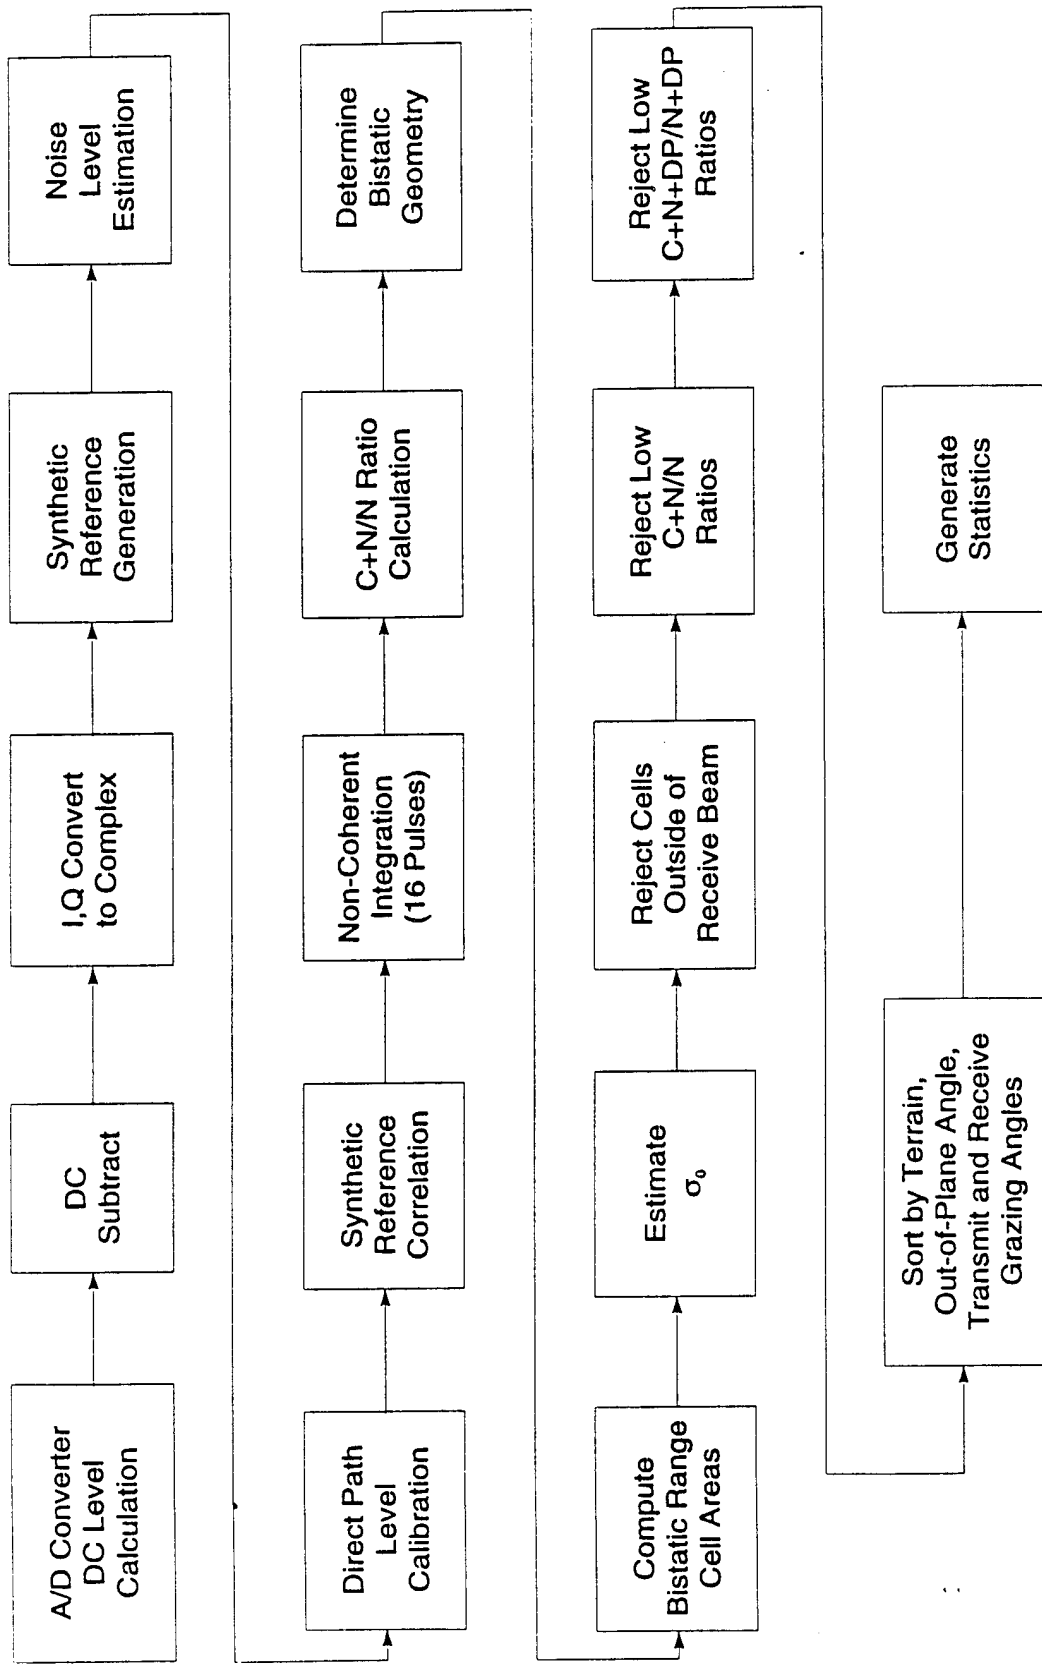 A/D Converter
DC Level
Calculation
DC
Subtract
I,Q Convert
to Complex
Synthetic
Reference
Generation
Noise
Level
Estimation
Direct Path
Level
Calibration
Synthetic
Reference
Correlation
Non-Coherent
Integration
(16 Pulses)
C+N/N Ratio
Calculation
Determine
Bistatic
Geometry
Compute
Bistatic Range
Cell Areas
Estimate
σ₀
Reject Cells
Outside of
Receive Beam
Reject Low
C+N/N
Ratios
Reject Low
C+N+DP/N+DP
Ratios
Sort by Terrain,
Out-of-Plane Angle,
Transmit and Receive
Grazing Angles
Generate
Statistics